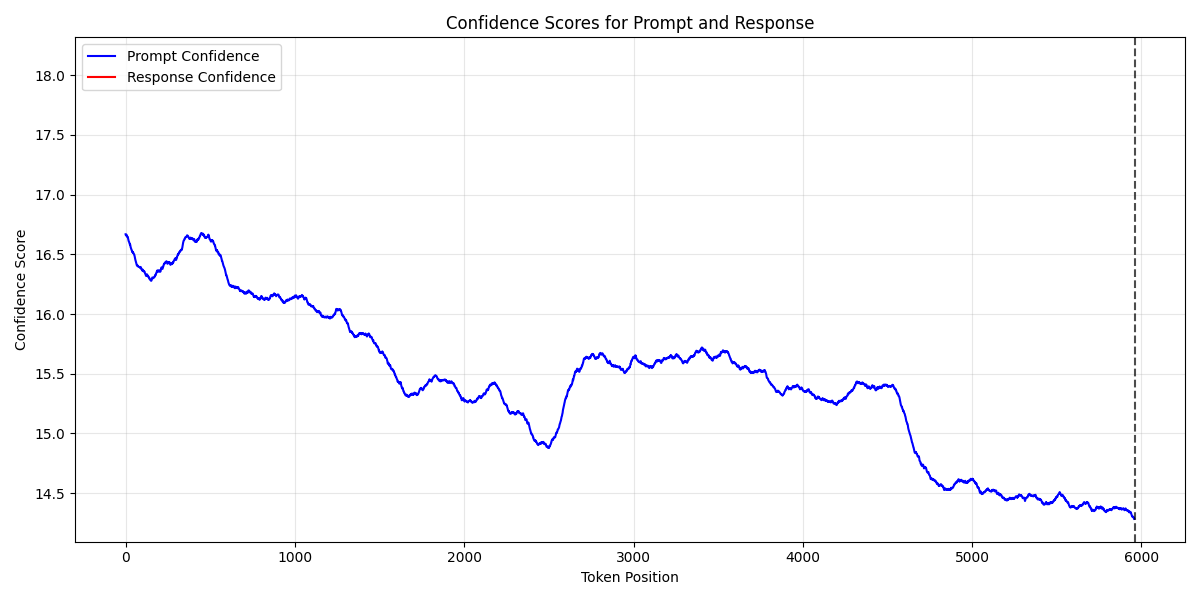 Confidence Scores for Prompt and Response
Prompt Confidence
Response Confidence
18.0
17.5
17.0
16.5
16.0
15.5
15.0
14.5
Confidence Score
0 1000 2000 3000 4000 5000 6000
Token Position